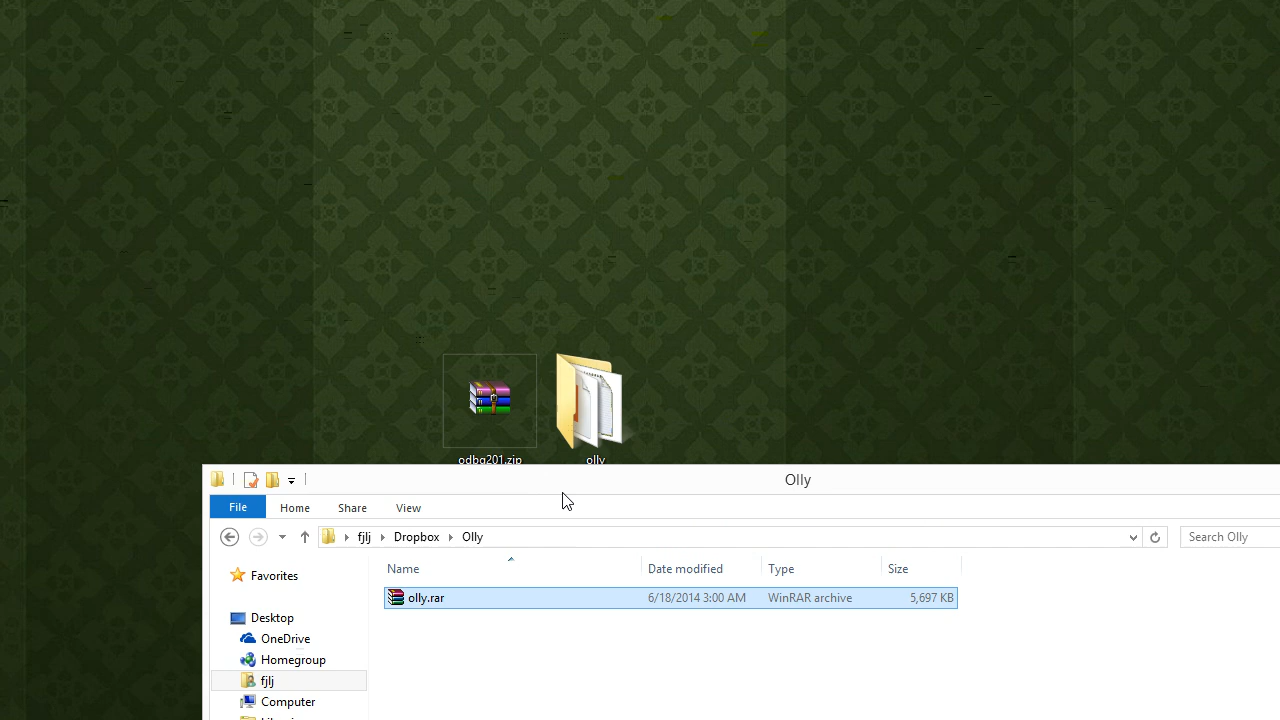 odbg201.zip
olly
Olly
File
Home
Share
View
fjlj
Dropbox
Olly
Search Olly
Name
Date modified
Type
Size
olly.rar
6/18/2014 3:00 AM
WinRAR archive
5,697 KB
Favorites
Desktop
OneDrive
Homegroup
fjlj
Computer